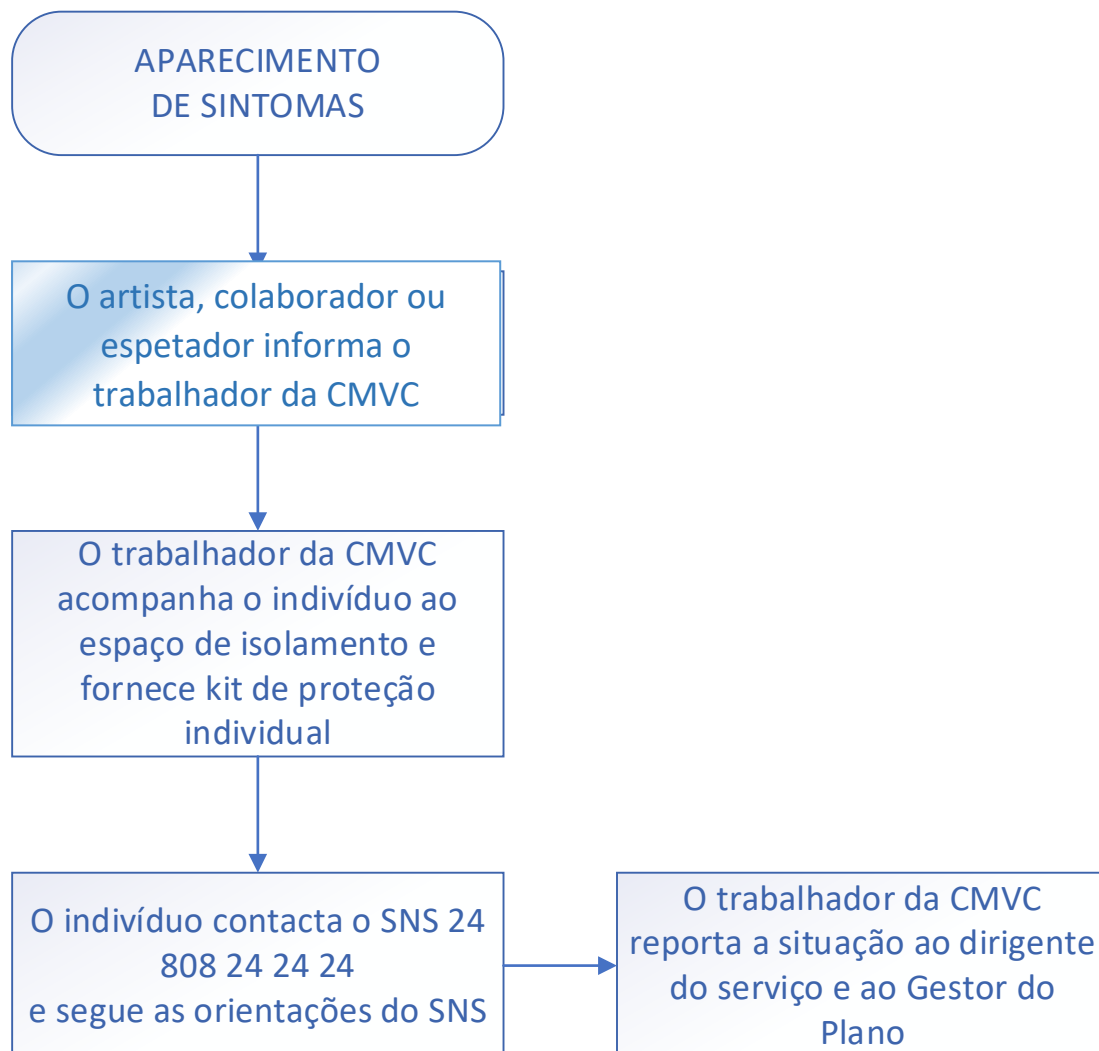 APARECIMENTO
DE SINTOMAS
O artista, colaborador ou
espetador informa o
trabalhador da CMVC
O trabalhador da CMVC
acompanha o indivíduo ao
espaço de isolamento e
fornece kit de proteção
individual
O indivíduo contacta o SNS 24
808 24 24 24
e segue as orientações do SNS
O trabalhador da CMVC
reporta a situação ao dirigente
do serviço e ao Gestor do
Plano